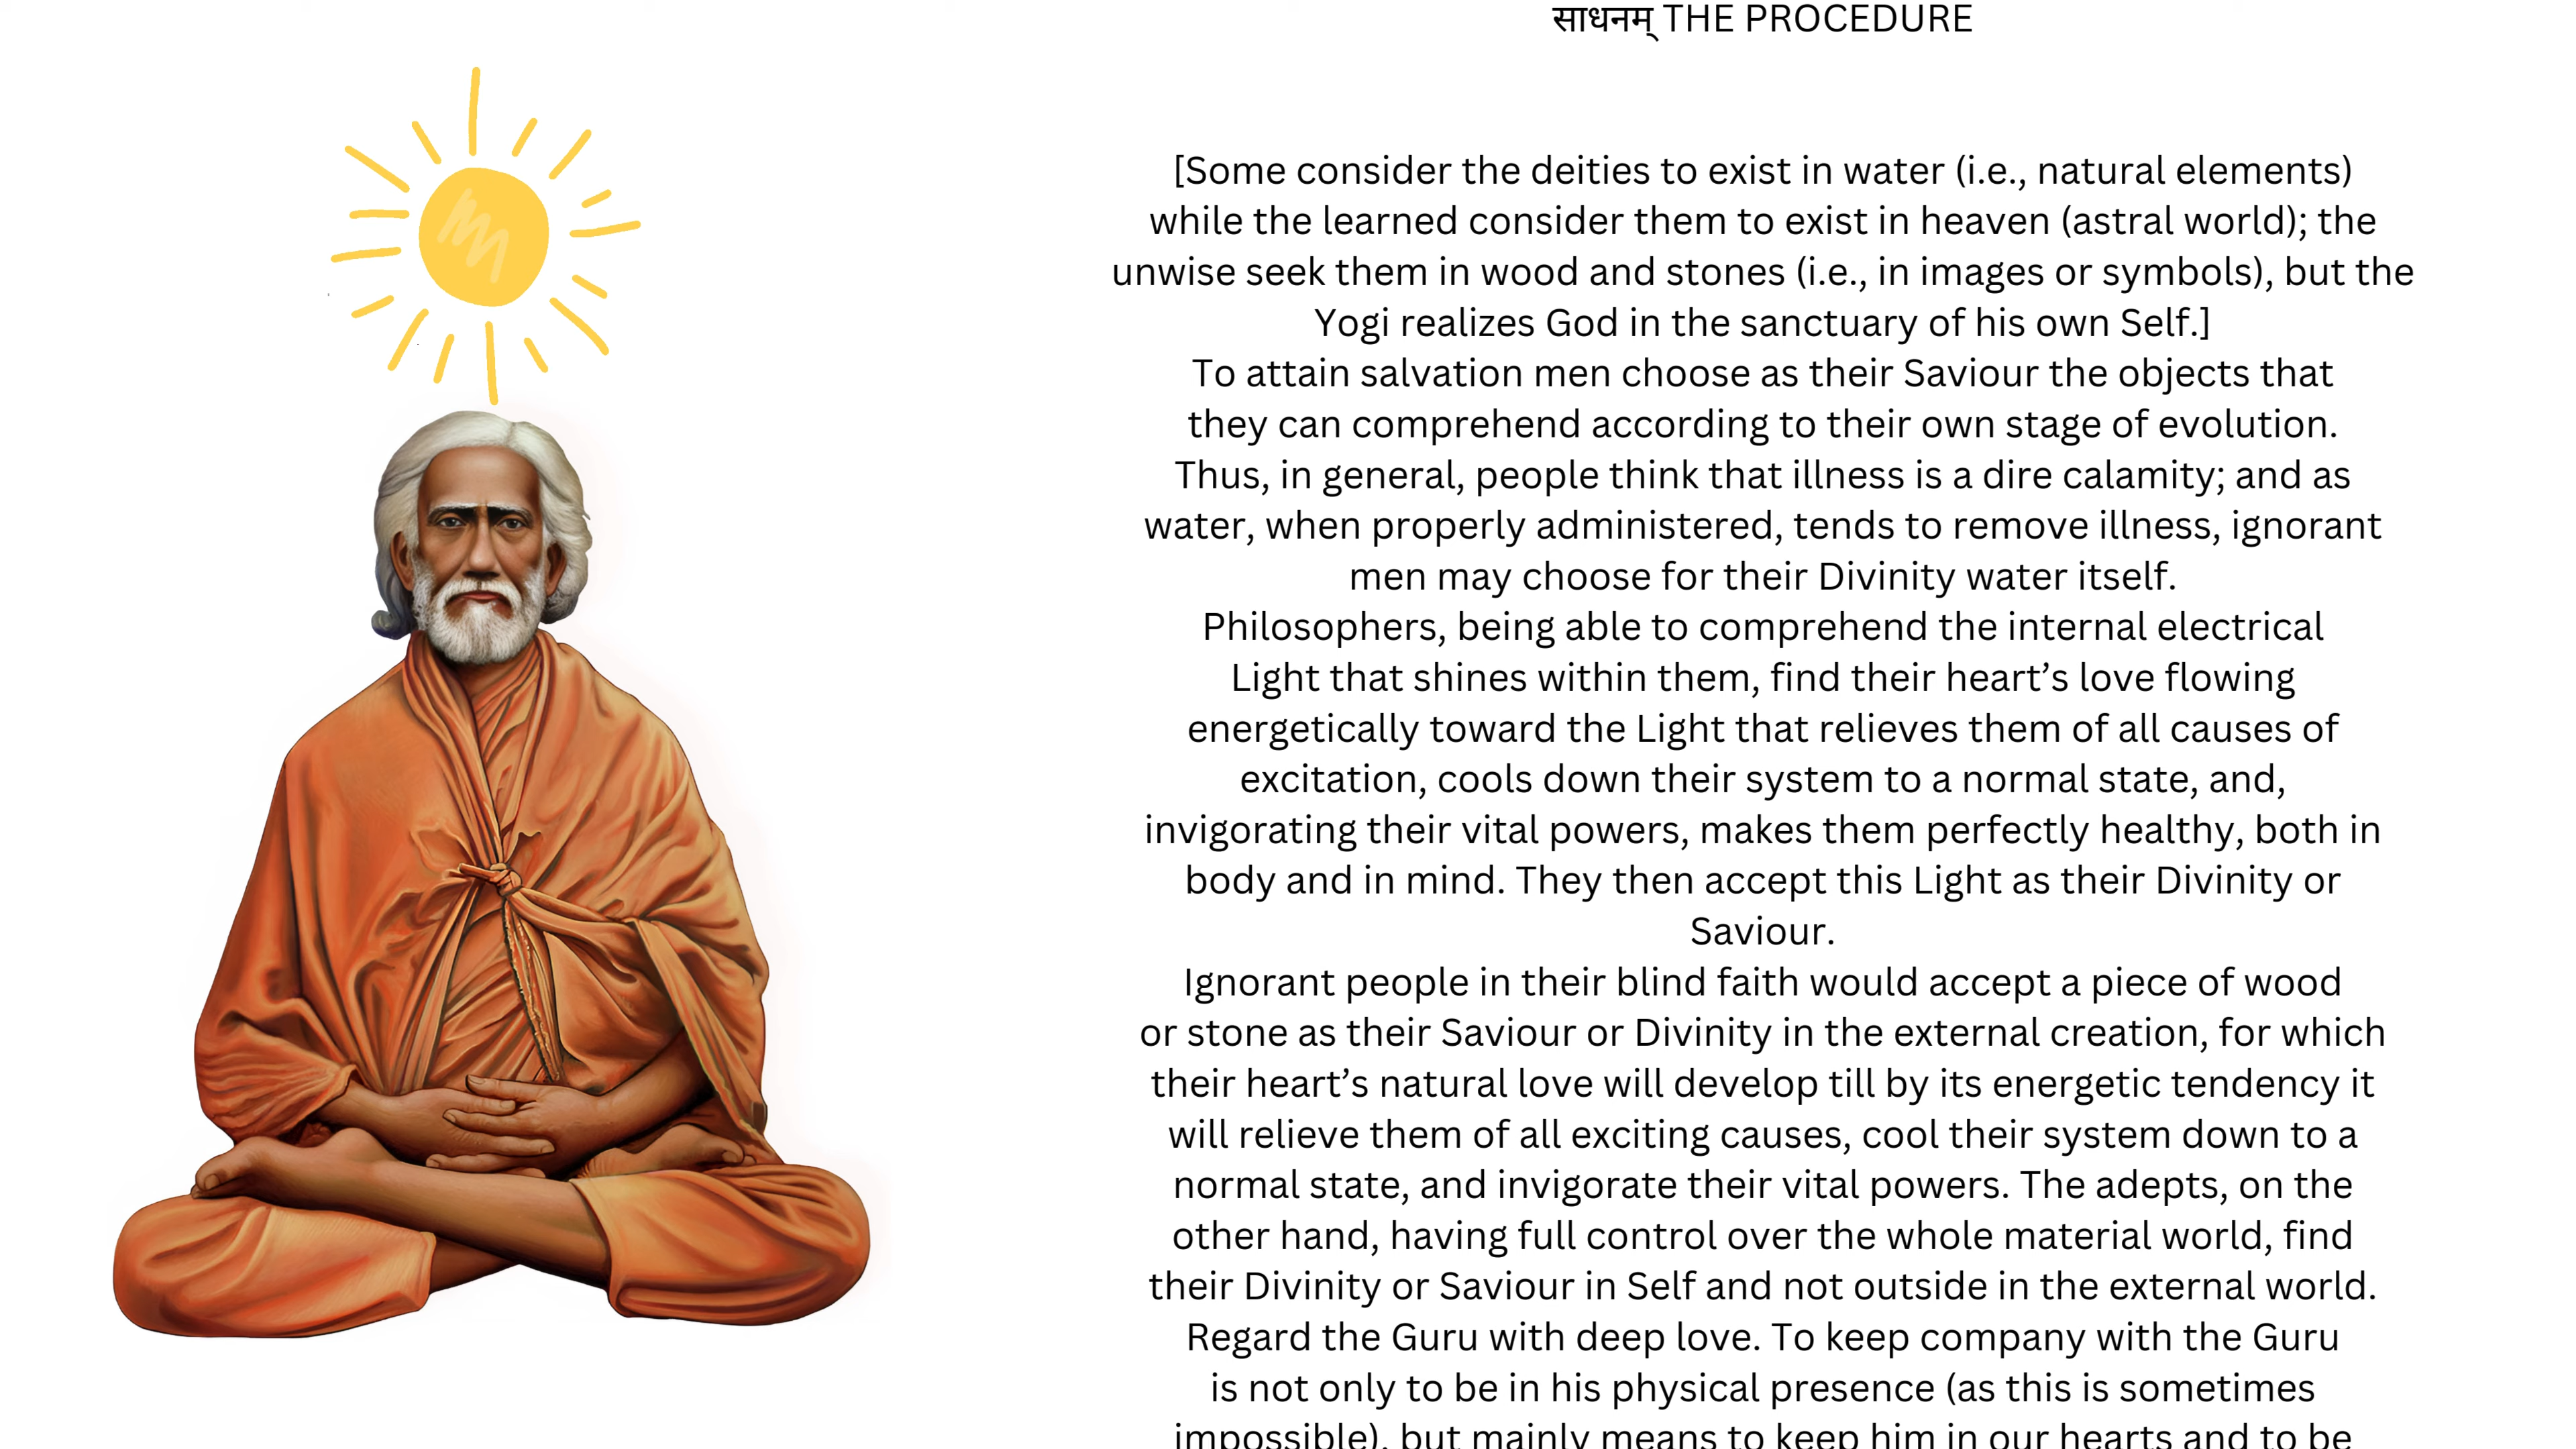 साधनम् THE PROCEDURE
[Some consider the deities to exist in water (i.e., natural elements)
while the learned consider them to exist in heaven (astral world); the
unwise seek them in wood and stones (i.e., in images or symbols), but the
Yogi realizes God in the sanctuary of his own Self.]
To attain salvation men choose as their Saviour the objects that
they can comprehend according to their own stage of evolution.
Thus, in general, people think that illness is a dire calamity; and as
water, when properly administered, tends to remove illness, ignorant
men may choose for their Divinity water itself.
Philosophers, being able to comprehend the internal electrical
Light that shines within them, find their heart’s love flowing
energetically toward the Light that relieves them of all causes of
excitation, cools down their system to a normal state, and,
invigorating their vital powers, makes them perfectly healthy, both in
body and in mind. They then accept this Light as their Divinity or
Saviour.
Ignorant people in their blind faith would accept a piece of wood
or stone as their Saviour or Divinity in the external creation, for which
their heart’s natural love will develop till by its energetic tendency it
will relieve them of all exciting causes, cool their system down to a
normal state, and invigorate their vital powers. The adepts, on the
other hand, having full control over the whole material world, find
their Divinity or Saviour in Self and not outside in the external world.
Regard the Guru with deep love. To keep company with the Guru
is not only to be in his physical presence (as this is sometimes
impossible), but mainly means to keep him in our hearts and to be